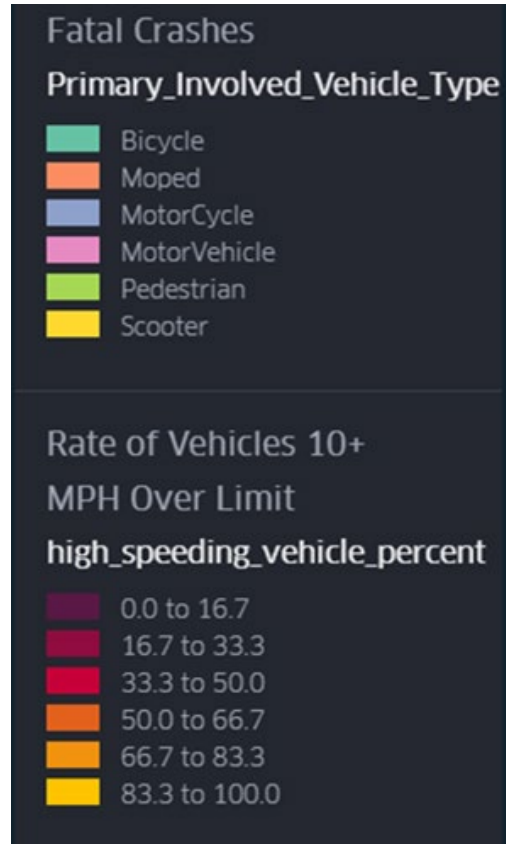 Fatal Crashes
Primary_Involved_Vehicle_Type
Bicycle
Moped
MotorCycle
MotorVehicle
Pedestrian
Scooter
Rate of Vehicles 10+
MPH Over Limit
high_speeding_vehicle_percent
0.0 to 16.7
16.7 to 33.3
33.3 to 50.0
50.0 to 66.7
66.7 to 83.3
83.3 to 100.0